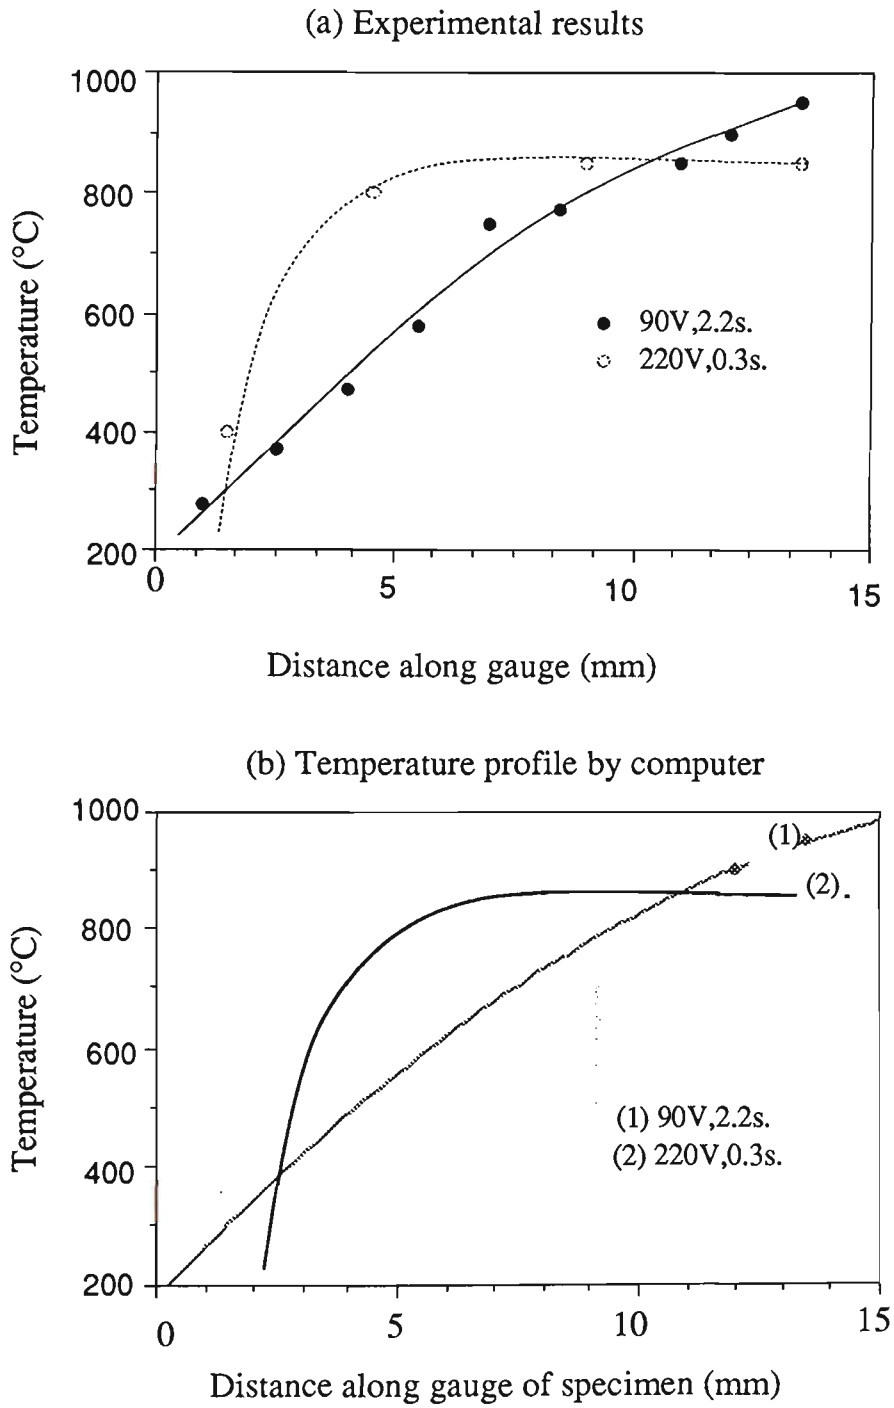 (a) Experimental results
1000
800
600
400
200
Temperature (°C)
90V,2.2s.
220V,0.3s.
0 5 10 15
Distance along gauge (mm)
(b) Temperature profile by computer
1000
800
600
400
200
Temperature (°C)
(1)
(2)
(1) 90V,2.2s.
(2) 220V,0.3s.
0 5 10 15
Distance along gauge of specimen (mm)